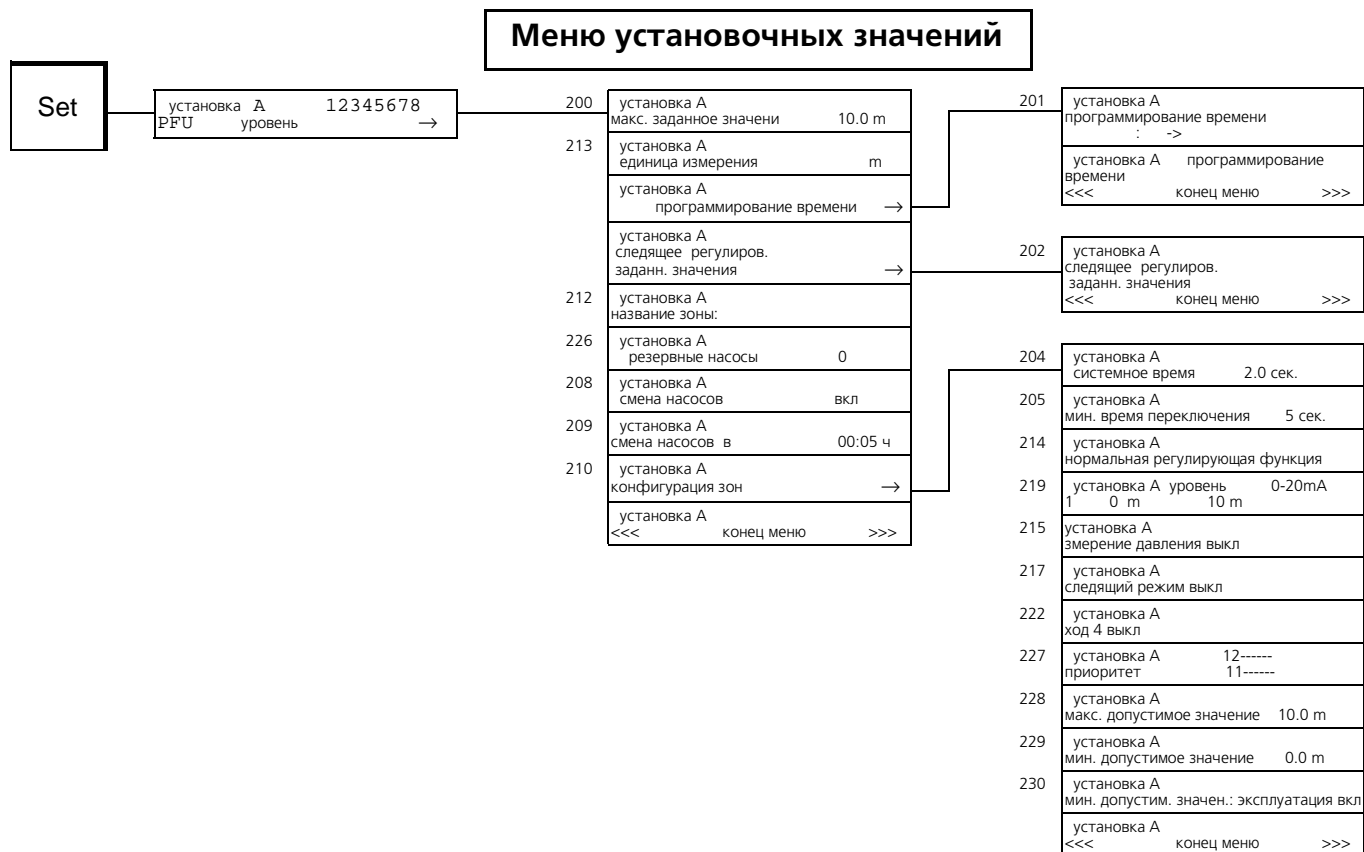 Меню установочных значений
Set
установка A 12345678
PFU уровень →
200
установка A
макс. заданное значени 10.0 m
213
установка A
единица измерения m
установка A
программирование времени →
установка A
следящее регулиров.
заданн. значения →
212
установка A
название зоны:
226
установка A
резервные насосы 0
208
установка A
смена насосов вкл
209
установка A
смена насосов в 00:05 ч
210
установка A
конфигурация зон →
установка A
<<< конец меню >>>
201
установка A
программирование времени
: ->
установка A программирование
времени
<<< конец меню >>>
202
установка A
следящее регулиров.
заданн. значения
<<< конец меню >>>
204
установка A
системное время 2.0 сек.
205
установка A
мин. время переключения 5 сек.
214
установка A
нормальная регулирующая функция
219
установка A уровень 0-20mA
1 0 m 10 m
215
установка A
змерение давления выкл
217
установка A
следящий режим выкл
222
установка A
ход 4 выкл
227
установка A 12------
приоритет 11------
228
установка A
макс. допустимое значение 10.0 m
229
установка A
мин. допустимое значение 0.0 m
230
установка A
мин. допустим. значен.: эксплуатация вкл
установка A
<<< конец меню >>>